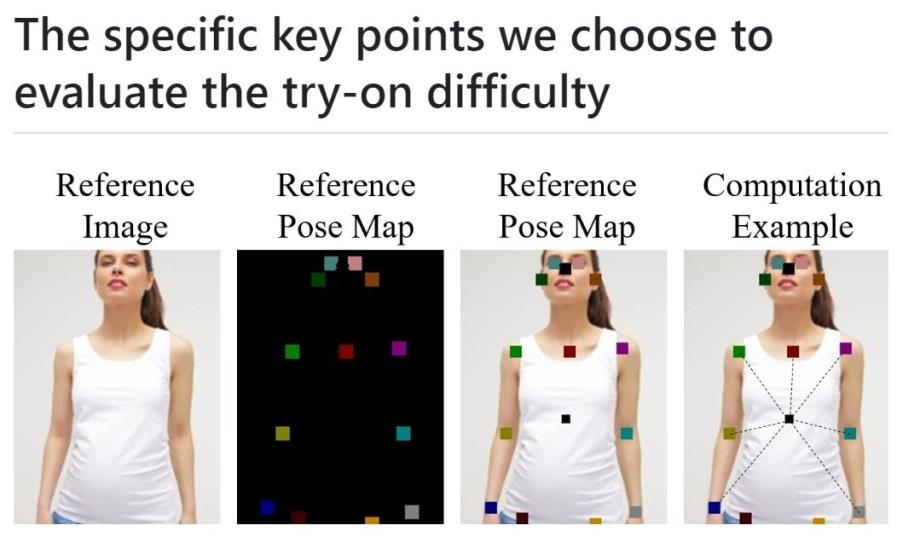 The specific key points we choose to
evaluate the try-on difficulty
Reference
Image
Reference
Pose Map
Reference
Pose Map
Computation
Example